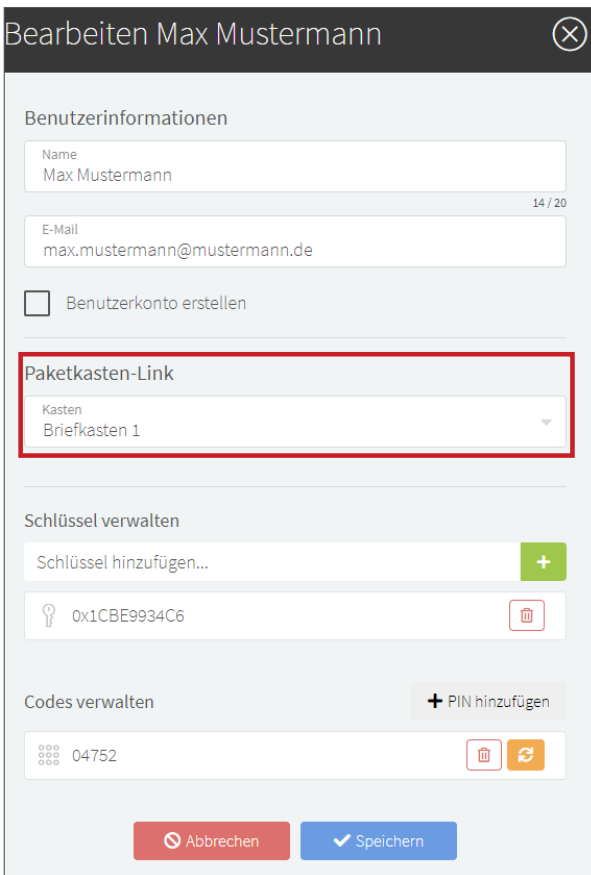 Bearbeiten Max Mustermann
Benutzerinformationen
Name
Max Mustermann
14 / 20
E-Mail
max.mustermann@mustermann.de
Benutzerkonto erstellen
Paketkasten-Link
Kasten
Briefkasten 1
Schlüssel verwalten
Schlüssel hinzufügen...
0x1CBE9934C6
Codes verwalten
PIN hinzufügen
04752
Abbrechen
Speichern